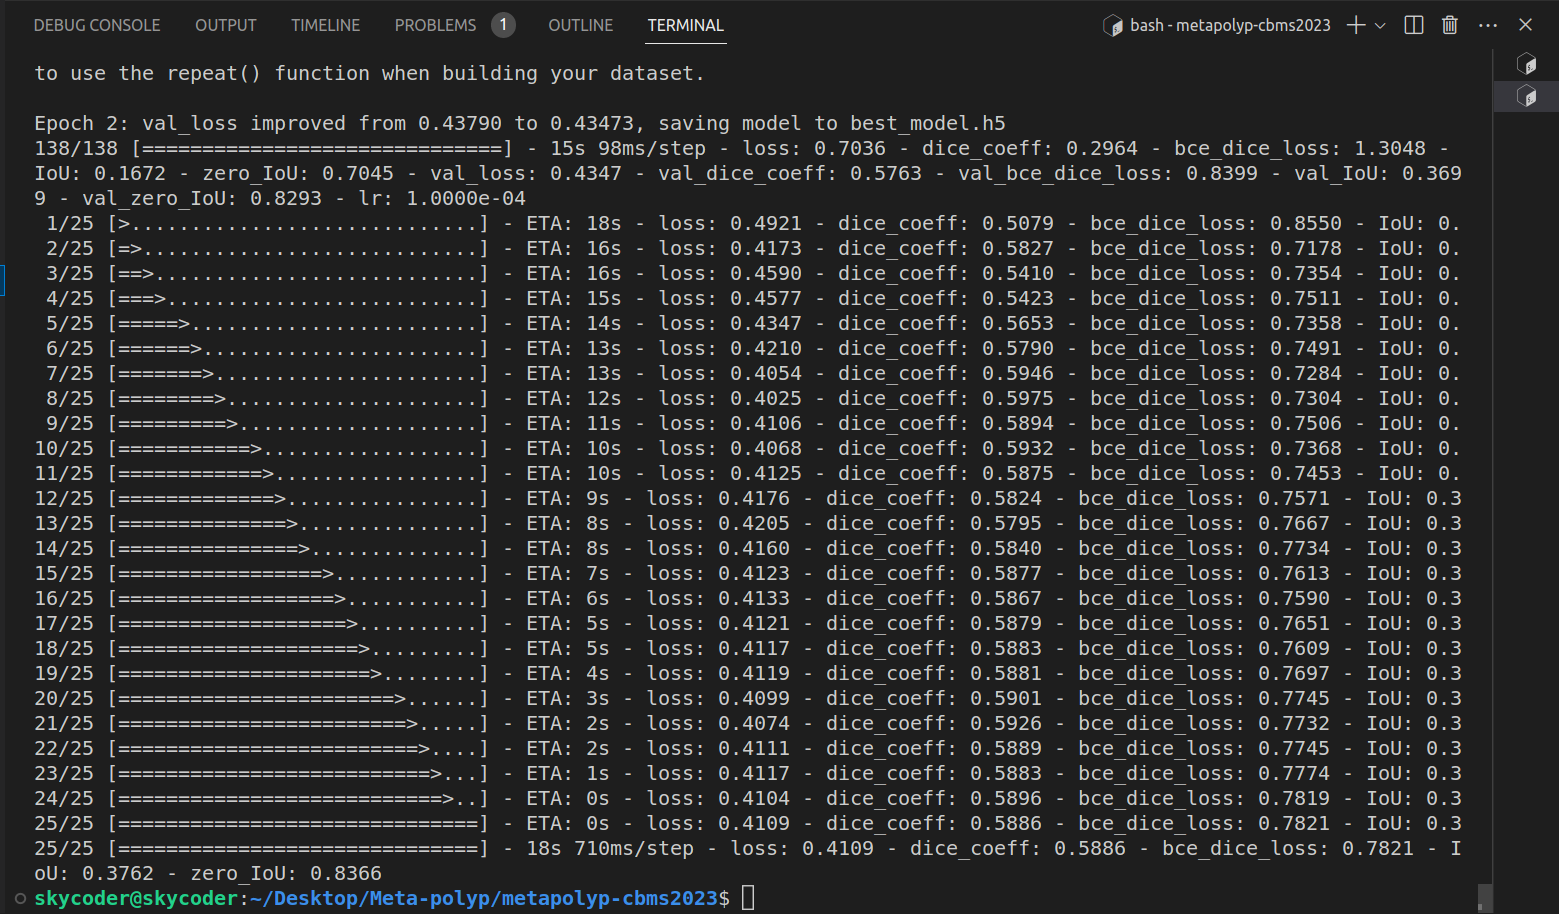 DEBUG CONSOLE OUTPUT TIMELINE PROBLEMS 1 OUTLINE TERMINAL bash - metapolyp-cbms2023
to use the repeat() function when building your dataset.
Epoch 2: val_loss improved from 0.43790 to 0.43473, saving model to best_model.h5
138/138 [==============================] - 15s 98ms/step - loss: 0.7036 - dice_coeff: 0.2964 - bce_dice_loss: 1.3048 -
IoU: 0.1672 - zero_IoU: 0.7045 - val_loss: 0.4347 - val_dice_coeff: 0.5763 - val_bce_dice_loss: 0.8399 - val_IoU: 0.369
9 - val_zero_IoU: 0.8293 - lr: 1.0000e-04
1/25 [>.............................] - ETA: 18s - loss: 0.4921 - dice_coeff: 0.5079 - bce_dice_loss: 0.8550 - IoU: 0.
2/25 [=>............................] - ETA: 16s - loss: 0.4173 - dice_coeff: 0.5827 - bce_dice_loss: 0.7178 - IoU: 0.
3/25 [==>...........................] - ETA: 16s - loss: 0.4590 - dice_coeff: 0.5410 - bce_dice_loss: 0.7354 - IoU: 0.
4/25 [===>..........................] - ETA: 15s - loss: 0.4577 - dice_coeff: 0.5423 - bce_dice_loss: 0.7511 - IoU: 0.
5/25 [=====>........................] - ETA: 14s - loss: 0.4347 - dice_coeff: 0.5653 - bce_dice_loss: 0.7358 - IoU: 0.
6/25 [======>.......................] - ETA: 13s - loss: 0.4210 - dice_coeff: 0.5790 - bce_dice_loss: 0.7491 - IoU: 0.
7/25 [=======>......................] - ETA: 13s - loss: 0.4054 - dice_coeff: 0.5946 - bce_dice_loss: 0.7284 - IoU: 0.
8/25 [========>.....................] - ETA: 12s - loss: 0.4025 - dice_coeff: 0.5975 - bce_dice_loss: 0.7304 - IoU: 0.
9/25 [=========>....................] - ETA: 11s - loss: 0.4106 - dice_coeff: 0.5894 - bce_dice_loss: 0.7506 - IoU: 0.
10/25 [===========>..................] - ETA: 10s - loss: 0.4068 - dice_coeff: 0.5932 - bce_dice_loss: 0.7368 - IoU: 0.
11/25 [============>.................] - ETA: 10s - loss: 0.4125 - dice_coeff: 0.5875 - bce_dice_loss: 0.7453 - IoU: 0.
12/25 [=============>................] - ETA: 9s - loss: 0.4176 - dice_coeff: 0.5824 - bce_dice_loss: 0.7571 - IoU: 0.3
13/25 [==============>...............] - ETA: 8s - loss: 0.4205 - dice_coeff: 0.5795 - bce_dice_loss: 0.7667 - IoU: 0.3
14/25 [===============>..............] - ETA: 8s - loss: 0.4160 - dice_coeff: 0.5840 - bce_dice_loss: 0.7734 - IoU: 0.3
15/25 [=================>............] - ETA: 7s - loss: 0.4123 - dice_coeff: 0.5877 - bce_dice_loss: 0.7613 - IoU: 0.3
16/25 [==================>...........] - ETA: 6s - loss: 0.4133 - dice_coeff: 0.5867 - bce_dice_loss: 0.7590 - IoU: 0.3
17/25 [===================>..........] - ETA: 5s - loss: 0.4121 - dice_coeff: 0.5879 - bce_dice_loss: 0.7651 - IoU: 0.3
18/25 [====================>.........] - ETA: 5s - loss: 0.4117 - dice_coeff: 0.5883 - bce_dice_loss: 0.7609 - IoU: 0.3
19/25 [=====================>........] - ETA: 4s - loss: 0.4119 - dice_coeff: 0.5881 - bce_dice_loss: 0.7697 - IoU: 0.3
20/25 [=======================>......] - ETA: 3s - loss: 0.4099 - dice_coeff: 0.5901 - bce_dice_loss: 0.7745 - IoU: 0.3
21/25 [========================>.....] - ETA: 2s - loss: 0.4074 - dice_coeff: 0.5926 - bce_dice_loss: 0.7732 - IoU: 0.3
22/25 [=========================>....] - ETA: 2s - loss: 0.4111 - dice_coeff: 0.5889 - bce_dice_loss: 0.7745 - IoU: 0.3
23/25 [==========================>...] - ETA: 1s - loss: 0.4117 - dice_coeff: 0.5883 - bce_dice_loss: 0.7774 - IoU: 0.3
24/25 [===========================>..] - ETA: 0s - loss: 0.4104 - dice_coeff: 0.5896 - bce_dice_loss: 0.7819 - IoU: 0.3
25/25 [==============================] - ETA: 0s - loss: 0.4109 - dice_coeff: 0.5886 - bce_dice_loss: 0.7821 - IoU: 0.3
25/25 [==============================] - 18s 710ms/step - loss: 0.4109 - dice_coeff: 0.5886 - bce_dice_loss: 0.7821 - I
oU: 0.3762 - zero_IoU: 0.8366
skycoder@skycoder:~/Desktop/Meta-polyp/metapolyp-cbms2023$